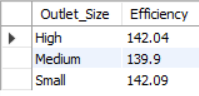 Outlet_Size Efficiency
High 142.04
Medium 139.9
Small 142.09